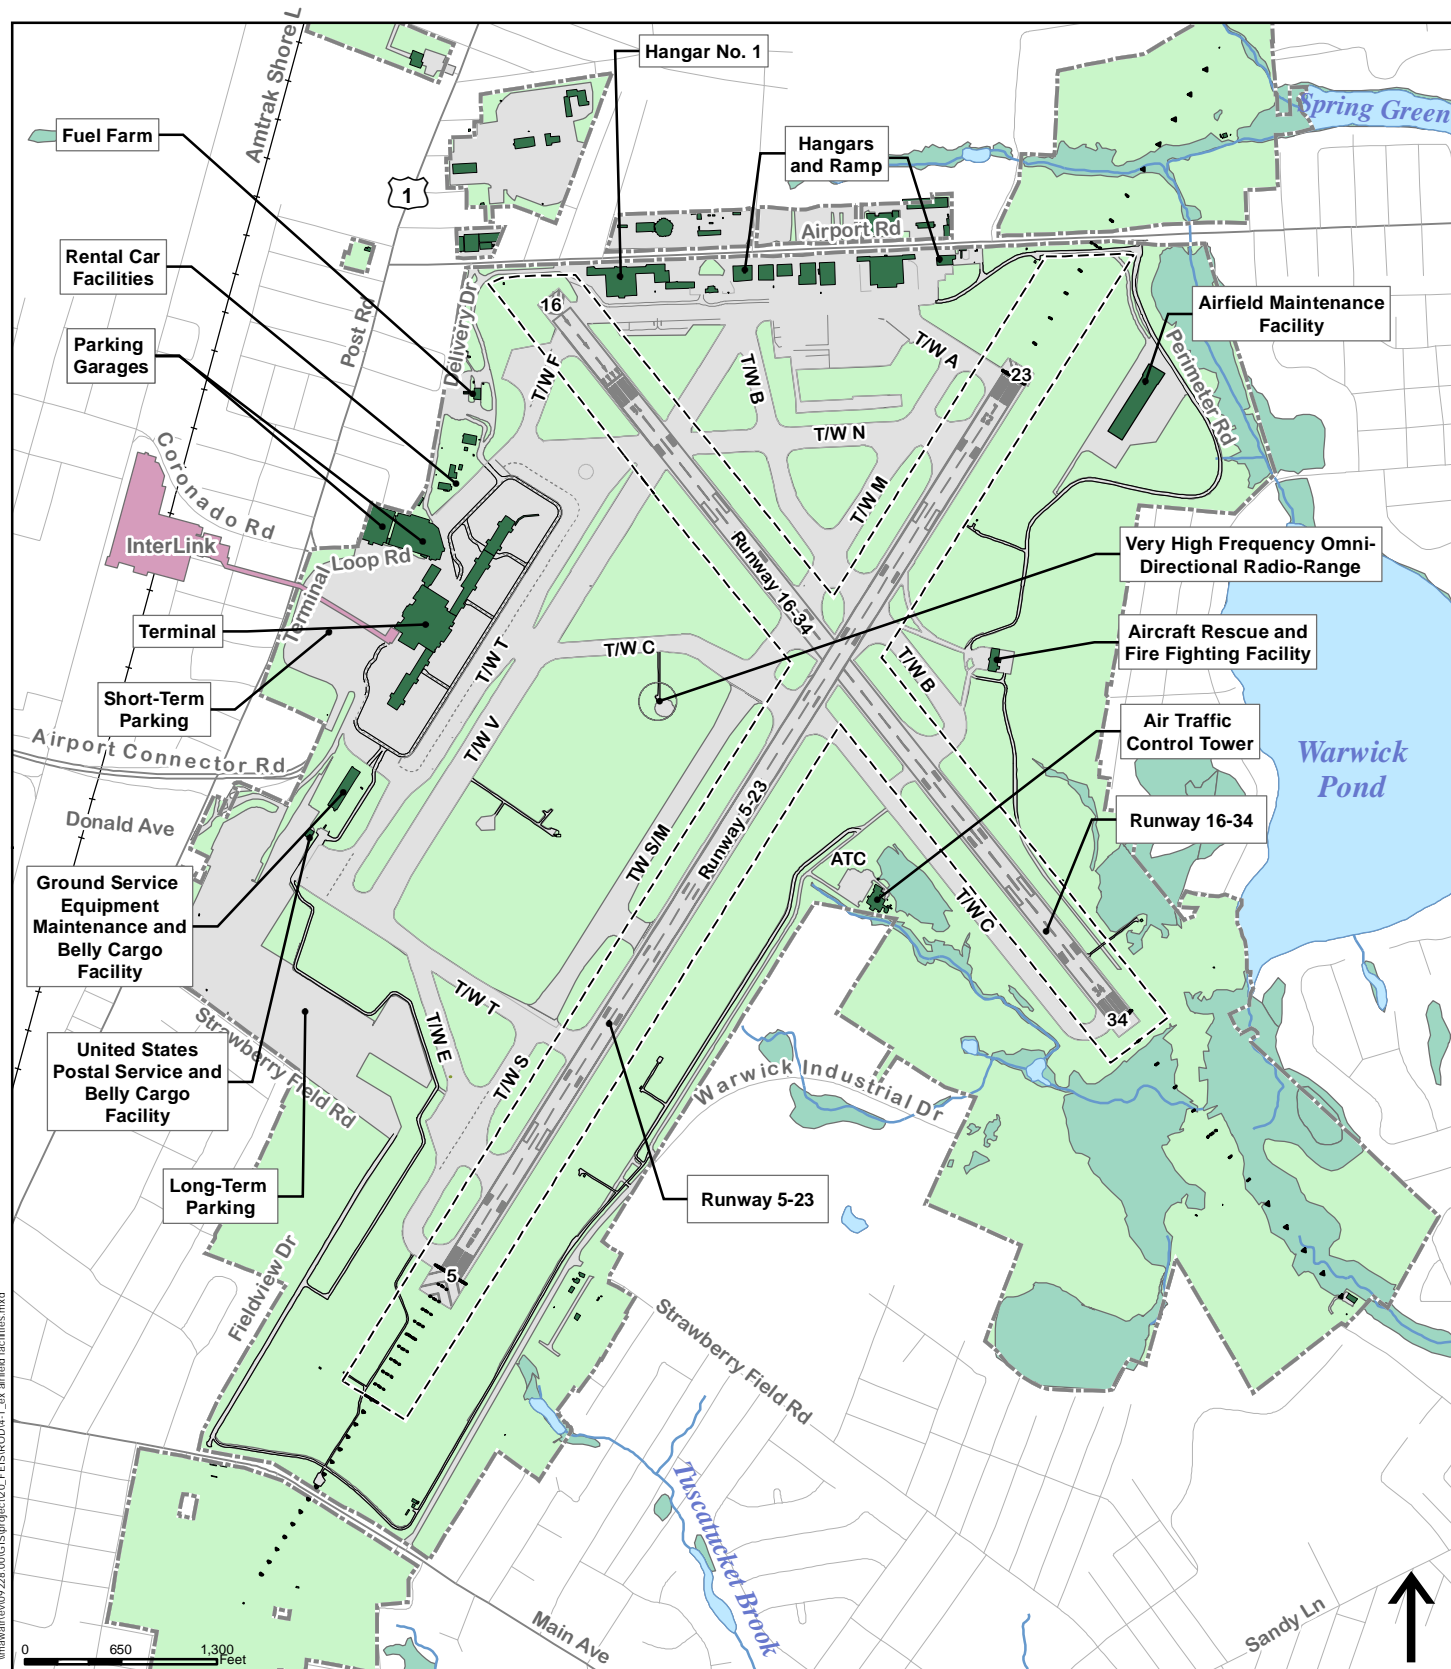 Amtrak Shore L
Hangar No. 1
Spring Green
Fuel Farm
Hangars
and Ramp
1
Airport Rd
Rental Car
Facilities
Delivery Dr
16
Airfield Maintenance
Facility
Post Rd
Parking
Garages
T/W F
T/W B
T/W A
23
Perimeter Rd
T/W N
Coronado Rd
T/W M
InterLink
Loop Rd
Terminal
Runway 16-34
Very High Frequency Omni-
Directional Radio-Range
Terminal
T/W C
T/W T
T/W B
Aircraft Rescue and
Fire Fighting Facility
Short-Term
Parking
T/W V
Air Traffic
Control Tower
Airport Connector Rd
Warwick
Pond
Runway 5-23
Donald Ave
Runway 16-34
TW S/M
ATC
Ground Service
Equipment
Maintenance and
Belly Cargo
Facility
T/W C
T/W T
T/W E
34
Strawberry Field Rd
United States
Postal Service and
Belly Cargo
Facility
T/W S
Warwick Industrial Dr
Long-Term
Parking
Runway 5-23
Fieldview Dr
5
Strawberry Field Rd
Tuscatucket Brook
Main Ave
Sandy Ln
0 650 1,300
Feet